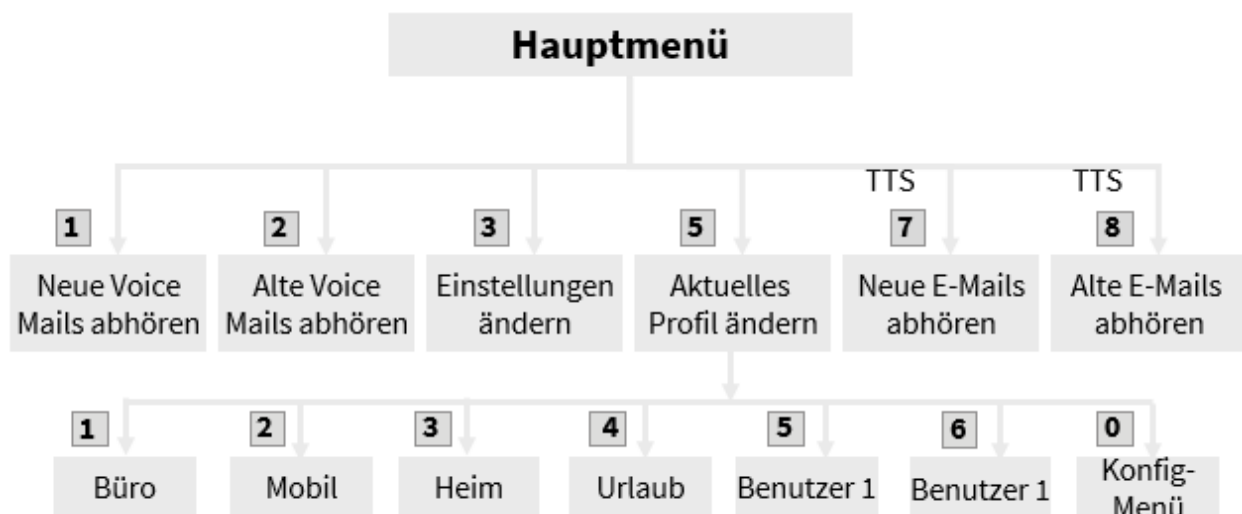 Hauptmenü
TTS
TTS
1
2
3
5
7
8
Neue Voice
Mails abhören
Alte Voice
Mails abhören
Einstellungen
ändern
Aktuelles
Profil ändern
Neue E-Mails
abhören
Alte E-Mails
abhören
1
2
3
4
5
6
0
Büro
Mobil
Heim
Urlaub
Benutzer 1
Benutzer 1
Konfig-
Menü